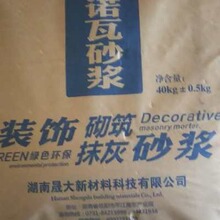 诺瓦砂浆
净含量:
40kg±0.5kg
装饰 砌筑 Decorative
masonry morter.
GREEN绿色环保 抹灰 砂浆
ENVIRONMENT
湖南晟大新材料科技有限公司